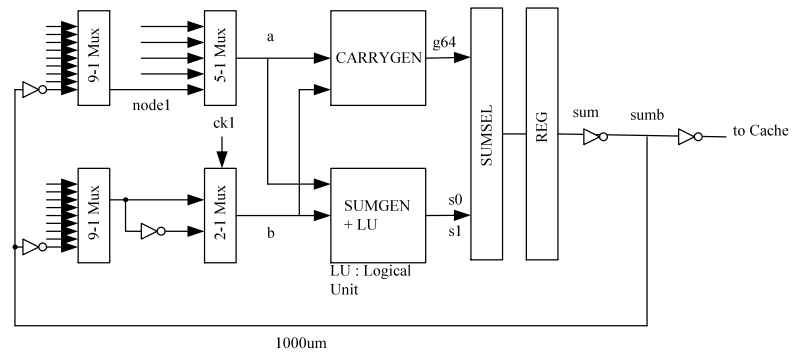 9-1 Mux
node1
5-1 Mux
a
CARRYGEN
g64
SUMSEL
REG
sum
sumb
to Cache
ck1
9-1 Mux
2-1 Mux
b
SUMGEN
+ LU
s0
s1
LU : Logical
Unit
1000um